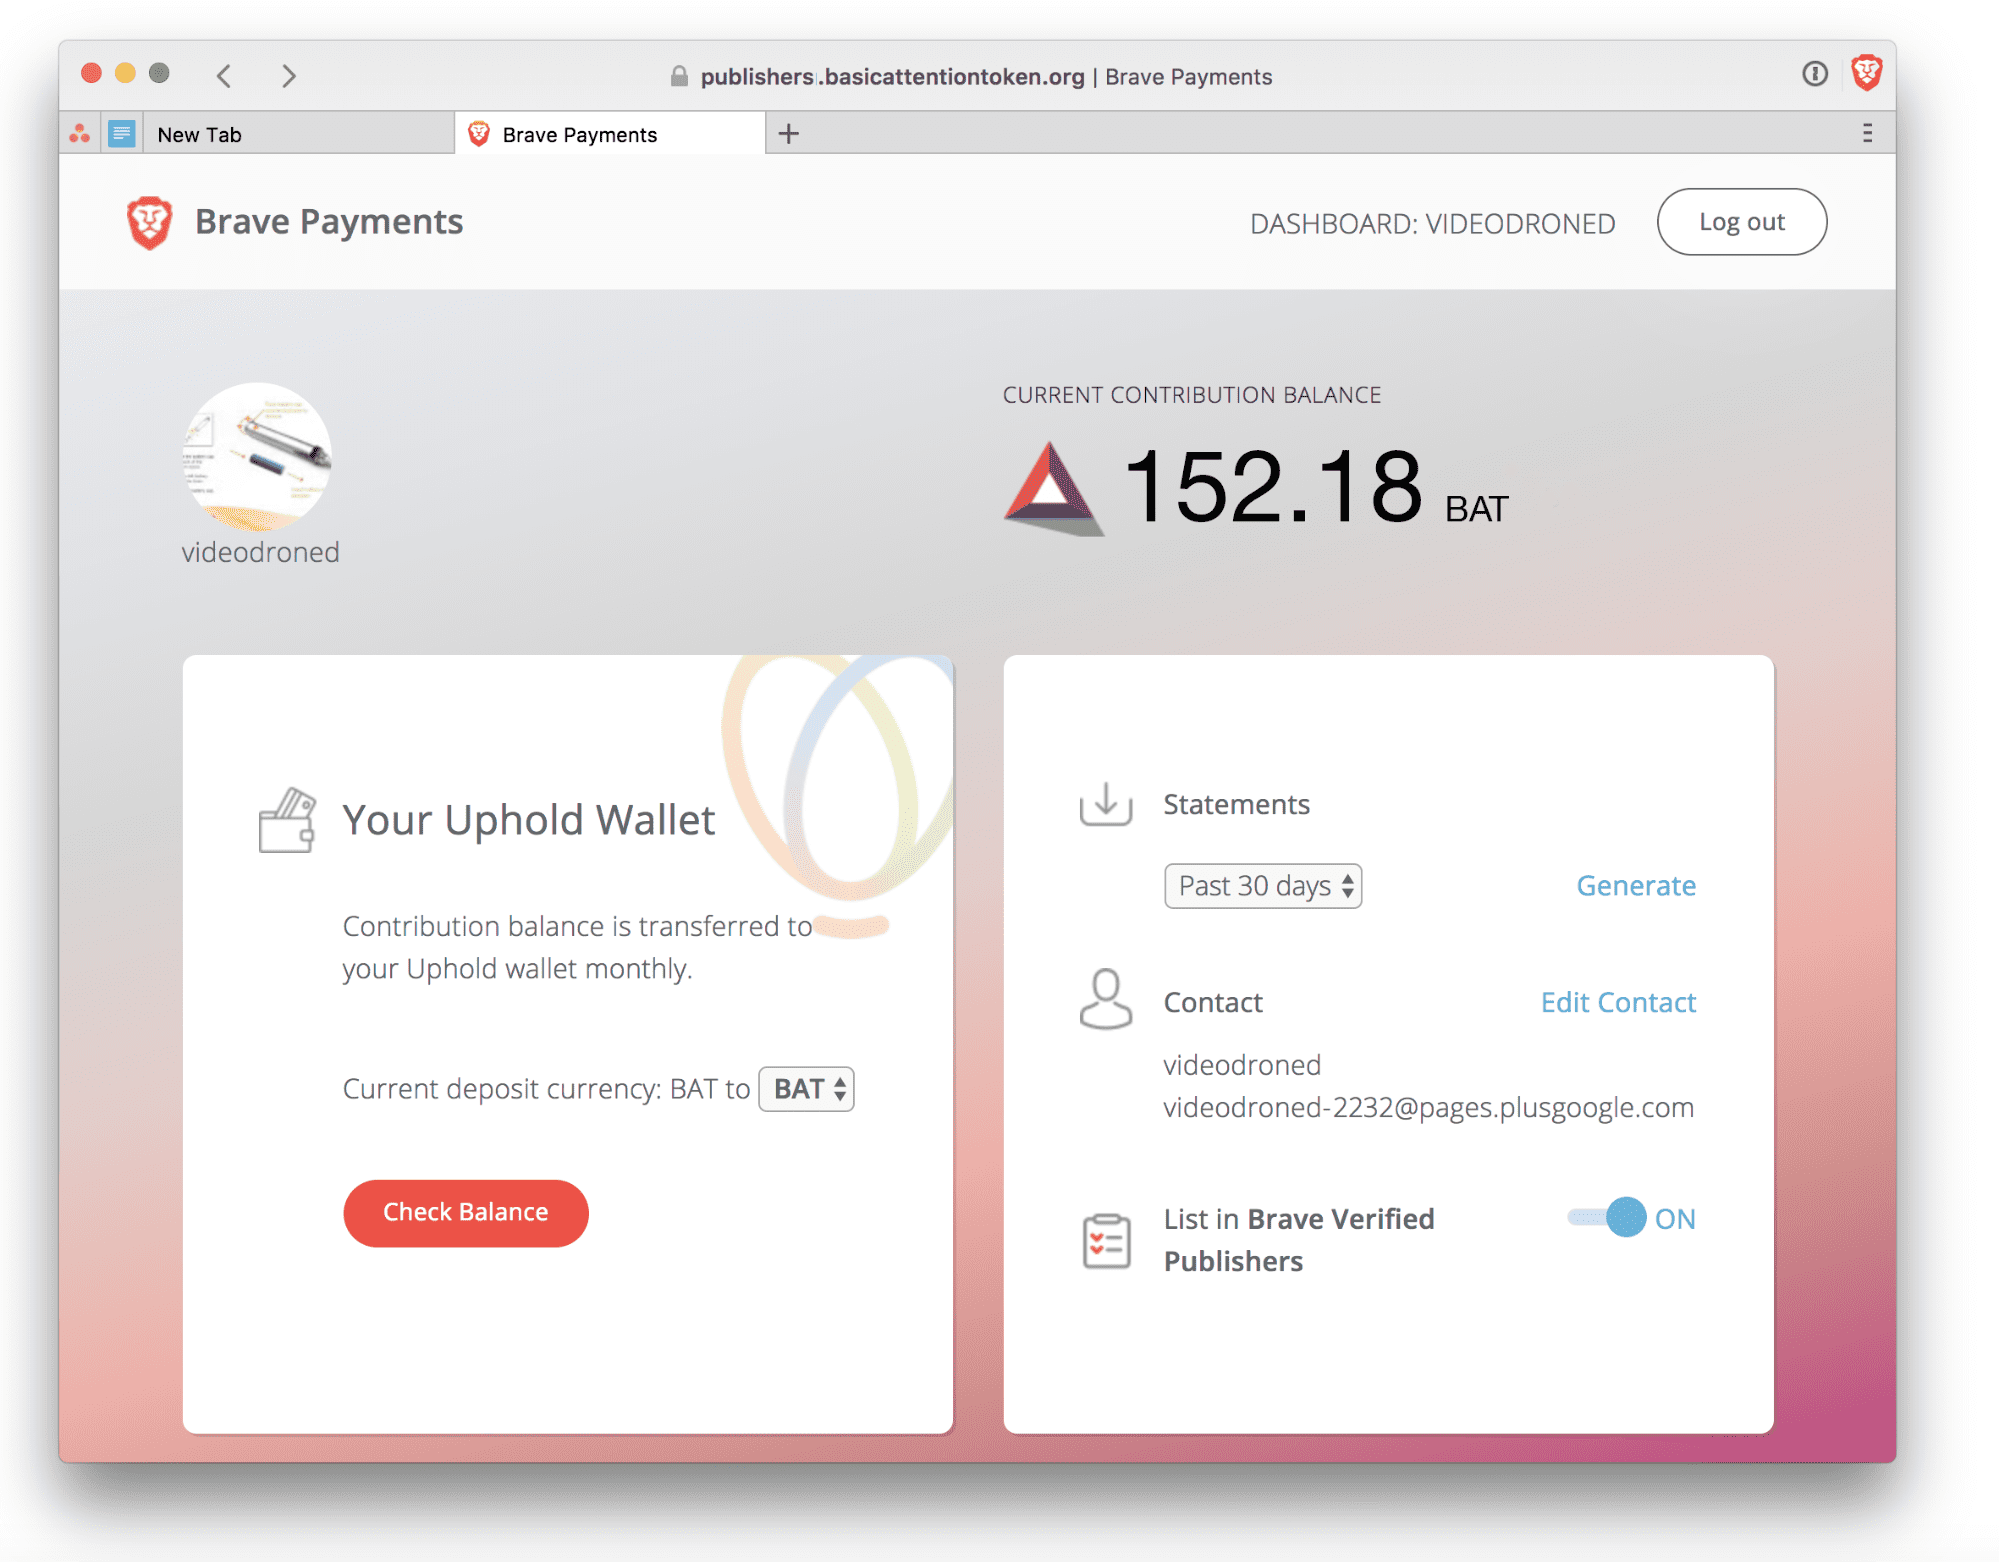 publishers.basicattentiontoken.org | Brave Payments
New Tab
Brave Payments
Brave Payments
DASHBOARD: VIDEODRONED
Log out
videodroned
CURRENT CONTRIBUTION BALANCE
152.18 BAT
Your Uphold Wallet
Contribution balance is transferred to
your Uphold wallet monthly.
Current deposit currency: BAT to BAT
Check Balance
Statements
Past 30 days
Generate
Contact
Edit Contact
videodroned
videodroned-2232@pages.plusgoogle.com
List in Brave Verified
Publishers
ON